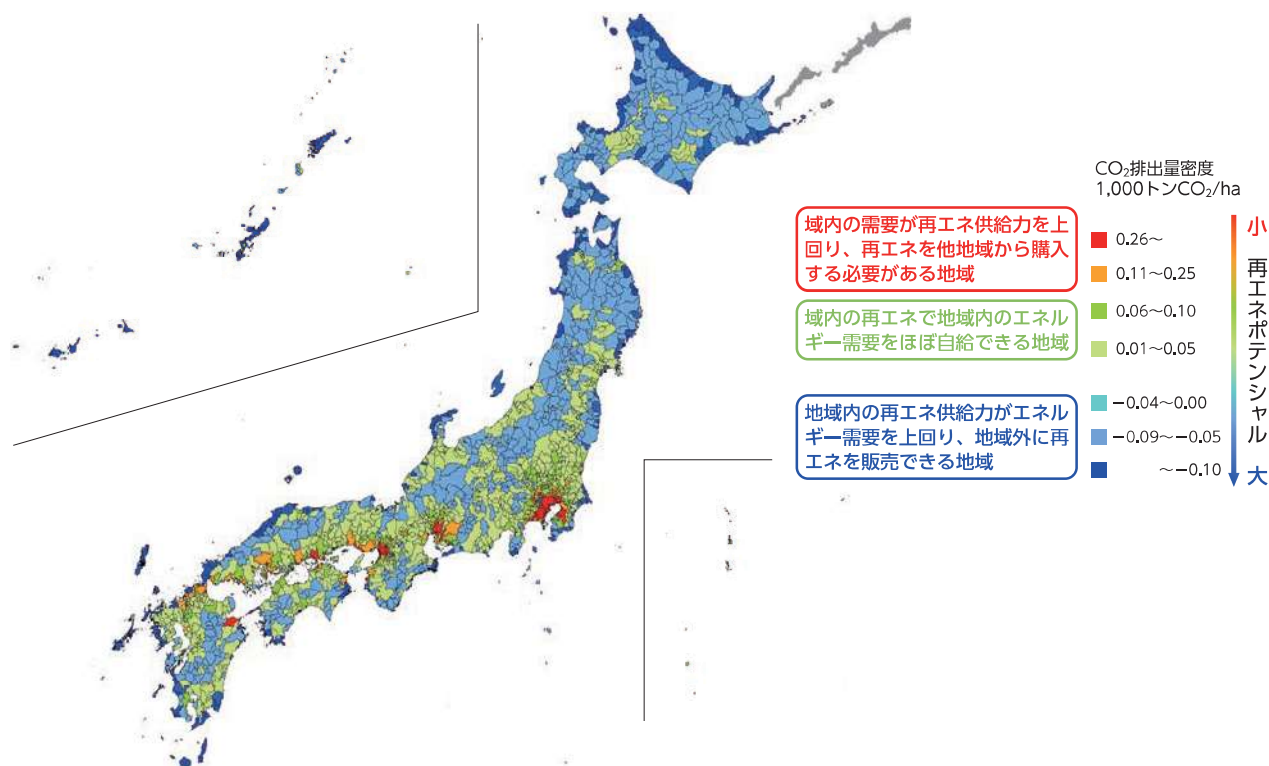 CO₂排出量密度
1,000トンCO₂/ha
域内の需要が再エネ供給力を上
回り、再エネを他地域から購入
する必要がある地域
域内の再エネで地域内のエネル
ギー需要をほぼ自給できる地域
地域内の再エネ供給力がエネル
ギー需要を上回り、地域外に再
エネを販売できる地域
0.26~
0.11~0.25
0.06~0.10
0.01~0.05
−0.04~0.00
−0.09~−0.05
~−0.10
小
再エネポテンシャル
大